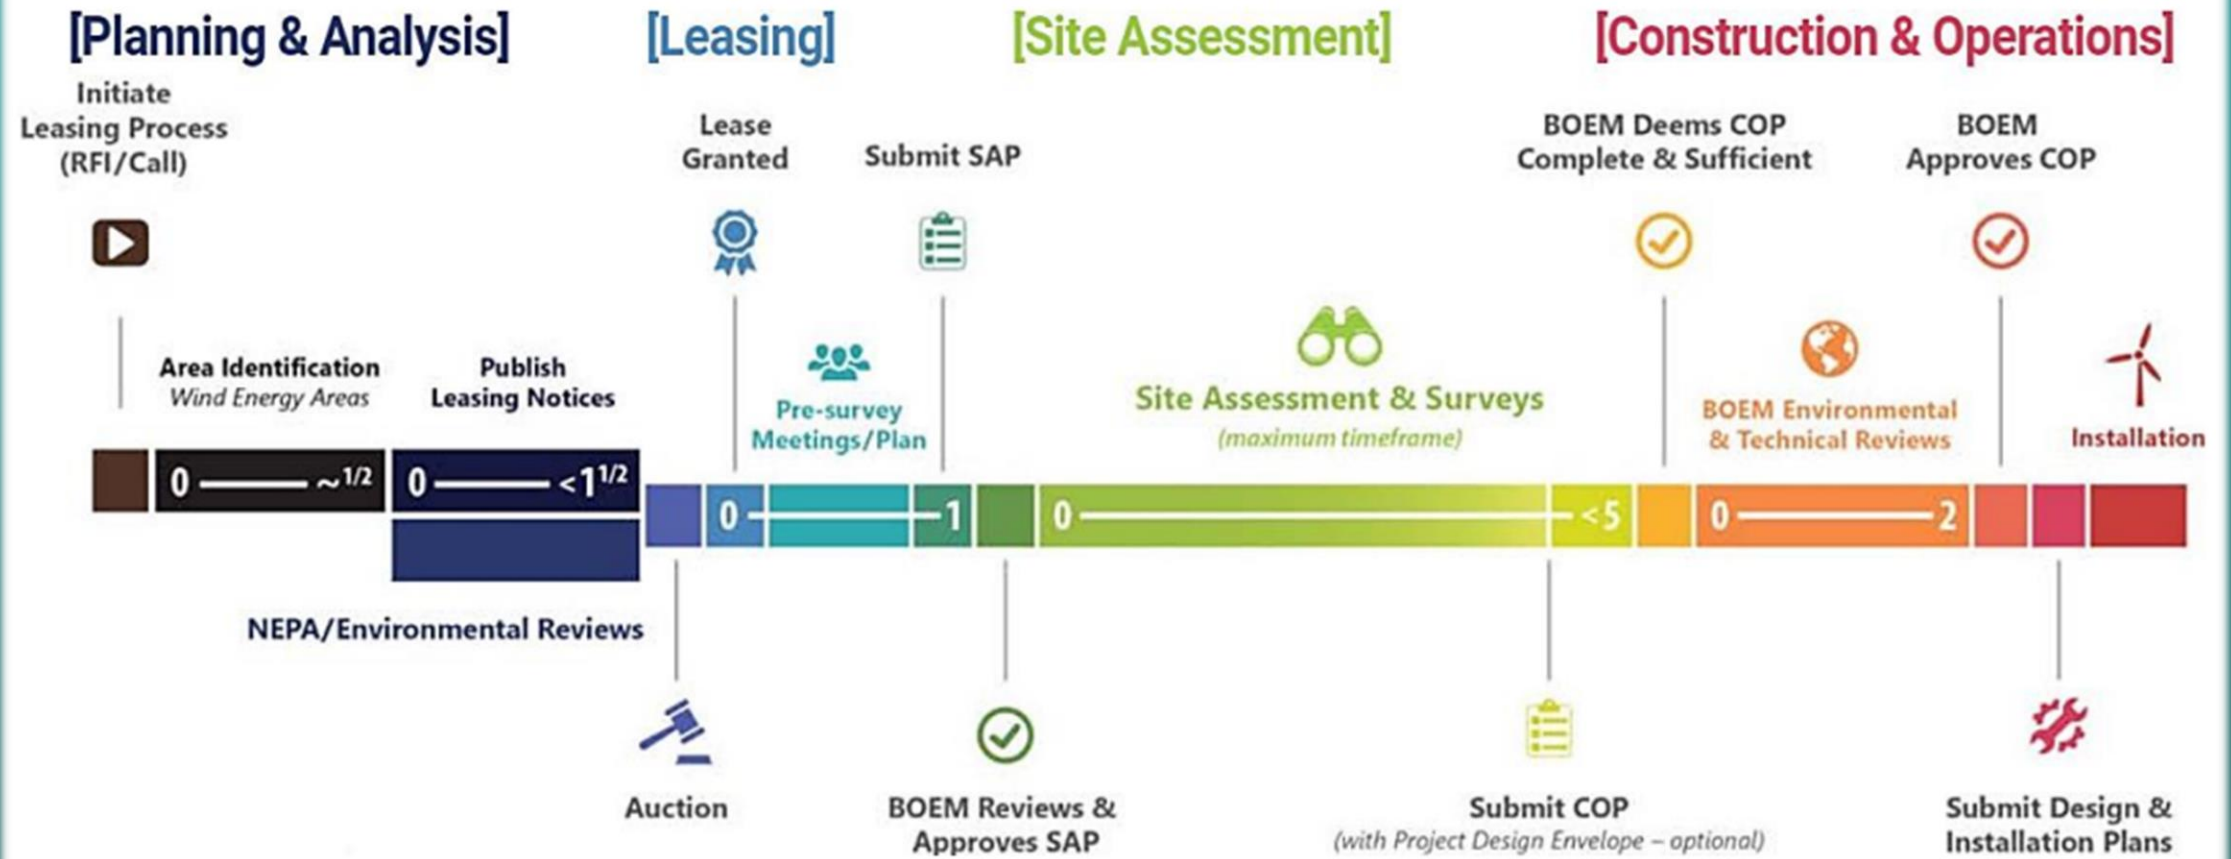 [Planning & Analysis]
[Leasing]
[Site Assessment]
[Construction & Operations]
Initiate
Leasing Process
(RFI/Call)
Lease
Granted
Submit SAP
BOEM Deems COP
Complete & Sufficient
BOEM
Approves COP
Area Identification
Wind Energy Areas
Publish
Leasing Notices
Pre-survey
Meetings/Plan
Site Assessment & Surveys
(maximum timeframe)
BOEM Environmental
& Technical Reviews
Installation
0 ~1/2
0 <1 1/2
0 1
0 <5
0 2
NEPA/Environmental Reviews
Auction
BOEM Reviews &
Approves SAP
Submit COP
(with Project Design Envelope – optional)
Submit Design &
Installation Plans